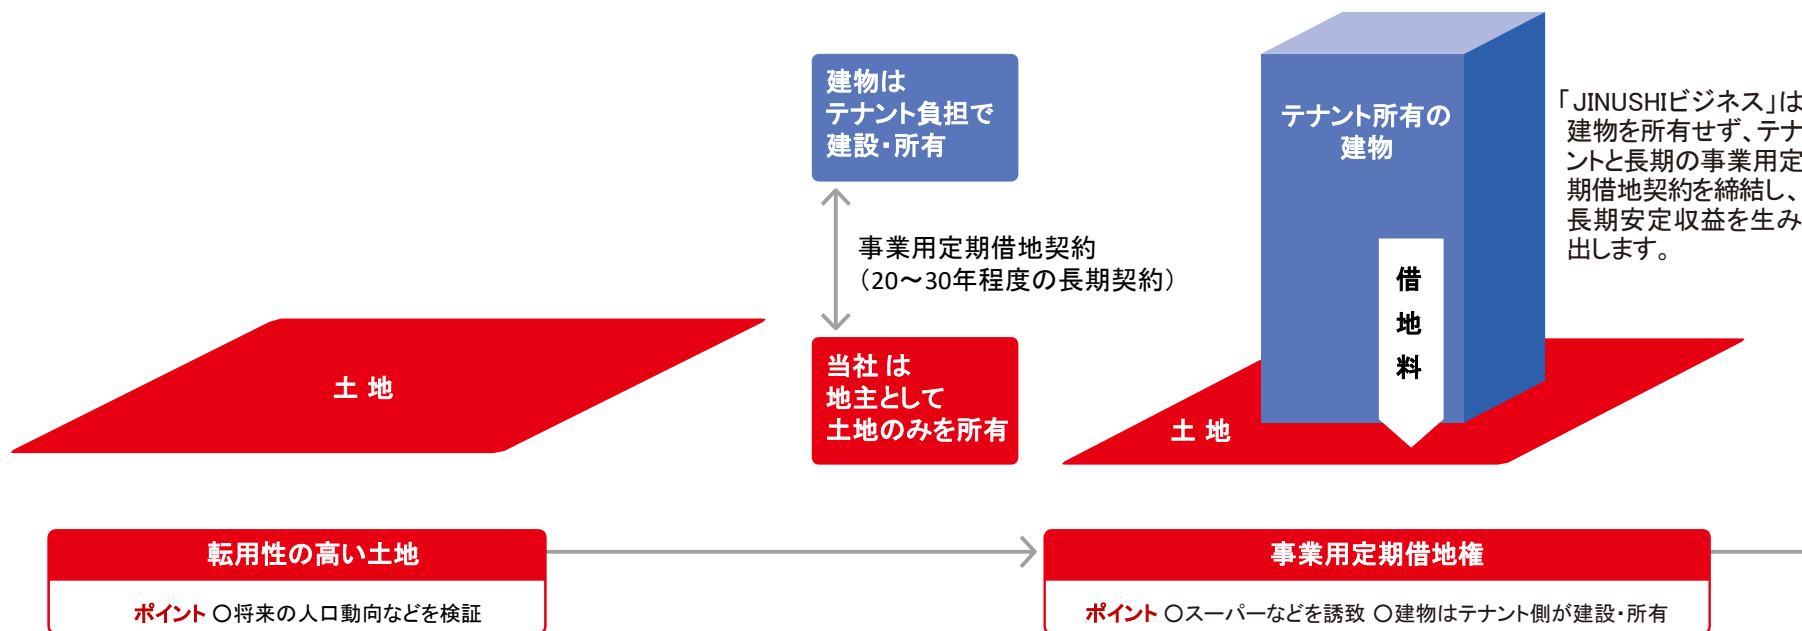 土 地
建物は
テナント負担で
建設・所有
事業用定期借地契約
（20～30年程度の長期契約）
当社 は
地主として
土地のみを所有
テナント所有の
建物
借
地
料
土 地
「JINUSHIビジネス」は
建物を所有せず、テナ
ントと長期の事業用定
期借地契約を締結し、
長期安定収益を生み
出します。
転用性の高い土地
ポイント 〇将来の人口動向などを検証
事業用定期借地権
ポイント 〇スーパーなどを誘致 〇建物はテナント側が建設・所有